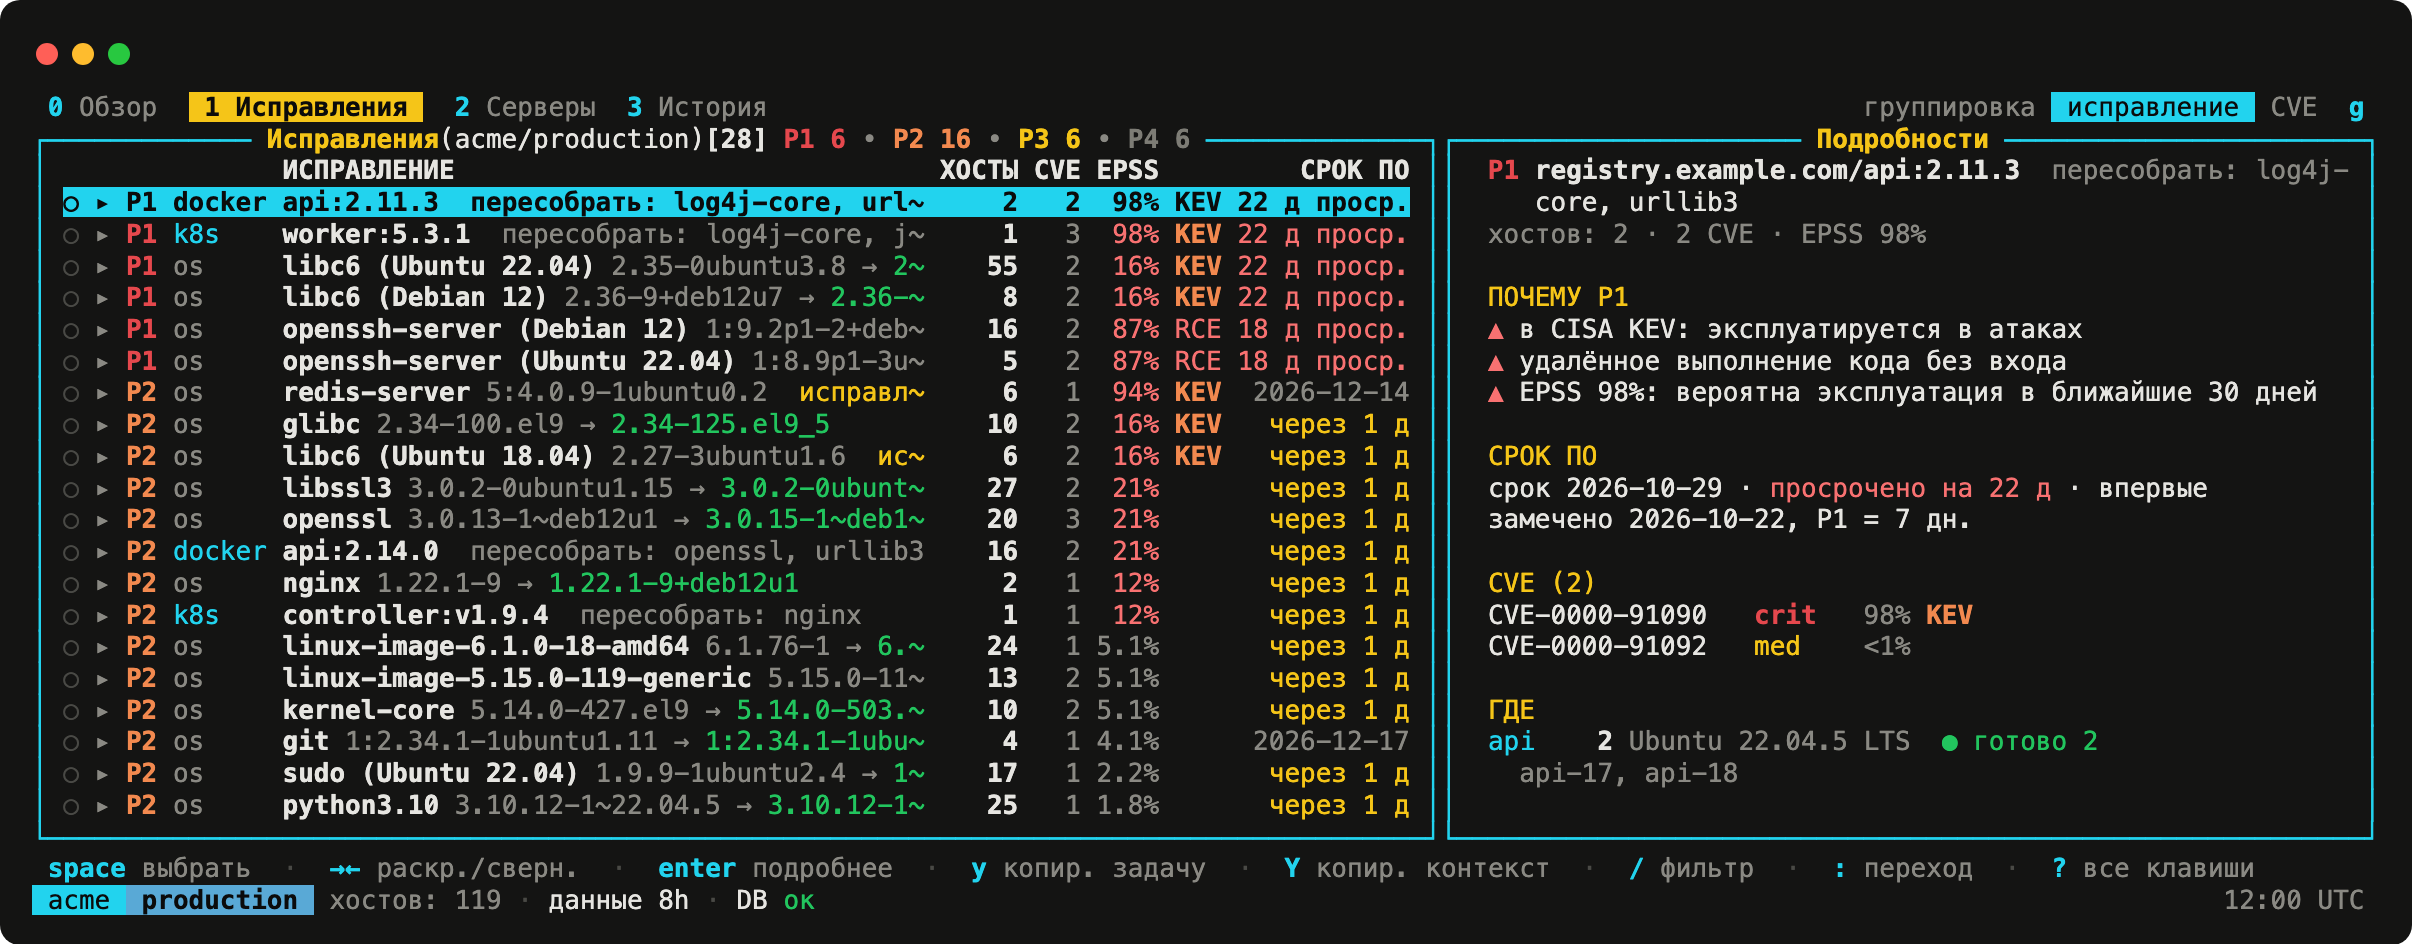 0 Обзор 1 Исправления 2 Серверы 3 История группировка исправление CVE g
Исправления(acme/production)[28] P1 6 • P2 16 • P3 6 • P4 6
ИСПРАВЛЕНИЕ ХОСТЫ CVE EPSS СРОК ПО
○ ▸ P1 docker api:2.11.3 пересобрать: log4j-core, url~ 2 2 98% KEV 22 д проср.
○ ▸ P1 k8s worker:5.3.1 пересобрать: log4j-core, j~ 1 3 98% KEV 22 д проср.
○ ▸ P1 os libc6 (Ubuntu 22.04) 2.35-0ubuntu3.8 → 2~ 55 2 16% KEV 22 д проср.
○ ▸ P1 os libc6 (Debian 12) 2.36-9+deb12u7 → 2.36-~ 8 2 16% KEV 22 д проср.
○ ▸ P1 os openssh-server (Debian 12) 1:9.2p1-2+deb~ 16 2 87% RCE 18 д проср.
○ ▸ P1 os openssh-server (Ubuntu 22.04) 1:8.9p1-3u~ 5 2 87% RCE 18 д проср.
○ ▸ P2 os redis-server 5:4.0.9-1ubuntu0.2 исправл~ 6 1 94% KEV 2026-12-14
○ ▸ P2 os glibc 2.34-100.el9 → 2.34-125.el9_5 10 2 16% KEV через 1 д
○ ▸ P2 os libc6 (Ubuntu 18.04) 2.27-3ubuntu1.6 ис~ 6 2 16% KEV через 1 д
○ ▸ P2 os libssl3 3.0.2-0ubuntu1.15 → 3.0.2-0ubunt~ 27 2 21% через 1 д
○ ▸ P2 os openssl 3.0.13-1~deb12u1 → 3.0.15-1~deb1~ 20 3 21% через 1 д
○ ▸ P2 docker api:2.14.0 пересобрать: openssl, urllib3 16 2 21% через 1 д
○ ▸ P2 os nginx 1.22.1-9 → 1.22.1-9+deb12u1 2 1 12% через 1 д
○ ▸ P2 k8s controller:v1.9.4 пересобрать: nginx 1 1 12% через 1 д
○ ▸ P2 os linux-image-6.1.0-18-amd64 6.1.76-1 → 6.~ 24 1 5.1% через 1 д
○ ▸ P2 os linux-image-5.15.0-119-generic 5.15.0-11~ 13 2 5.1% через 1 д
○ ▸ P2 os kernel-core 5.14.0-427.el9 → 5.14.0-503.~ 10 2 5.1% через 1 д
○ ▸ P2 os git 1:2.34.1-1ubuntu1.11 → 1:2.34.1-1ubu~ 4 1 4.1% 2026-12-17
○ ▸ P2 os sudo (Ubuntu 22.04) 1.9.9-1ubuntu2.4 → 1~ 17 1 2.2% через 1 д
○ ▸ P2 os python3.10 3.10.12-1~22.04.5 → 3.10.12-1~ 25 1 1.8% через 1 д
Подробности
P1 registry.example.com/api:2.11.3 пересобрать: log4j-
core, urllib3
хостов: 2 · 2 CVE · EPSS 98%
ПОЧЕМУ P1
▲ в CISA KEV: эксплуатируется в атаках
▲ удалённое выполнение кода без входа
▲ EPSS 98%: вероятна эксплуатация в ближайшие 30 дней
СРОК ПО
срок 2026-10-29 · просрочено на 22 д · впервые
замечено 2026-10-22, P1 = 7 дн.
CVE (2)
CVE-0000-91090 crit 98% KEV
CVE-0000-91092 med <1%
ГДЕ
api 2 Ubuntu 22.04.5 LTS ● готово 2
api-17, api-18
space выбрать · →← раскр./сверн. · enter подробнее · y копир. задачу · Y копир. контекст · / фильтр · : переход · ? все клавиши
acme production хостов: 119 · данные 8h · DB ок 12:00 UTC